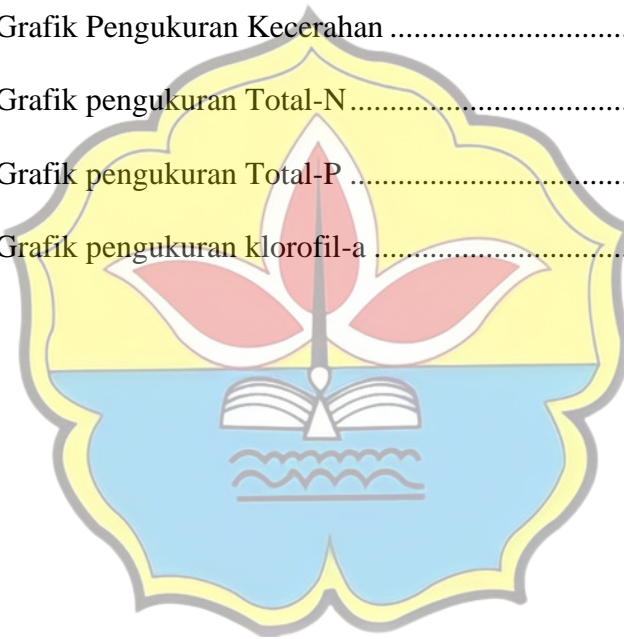 Grafik Pengukuran Kecerahan ............................
Grafik pengukuran Total-N.................................
Grafik pengukuran Total-P .................................
Grafik pengukuran klorofil-a ..............................